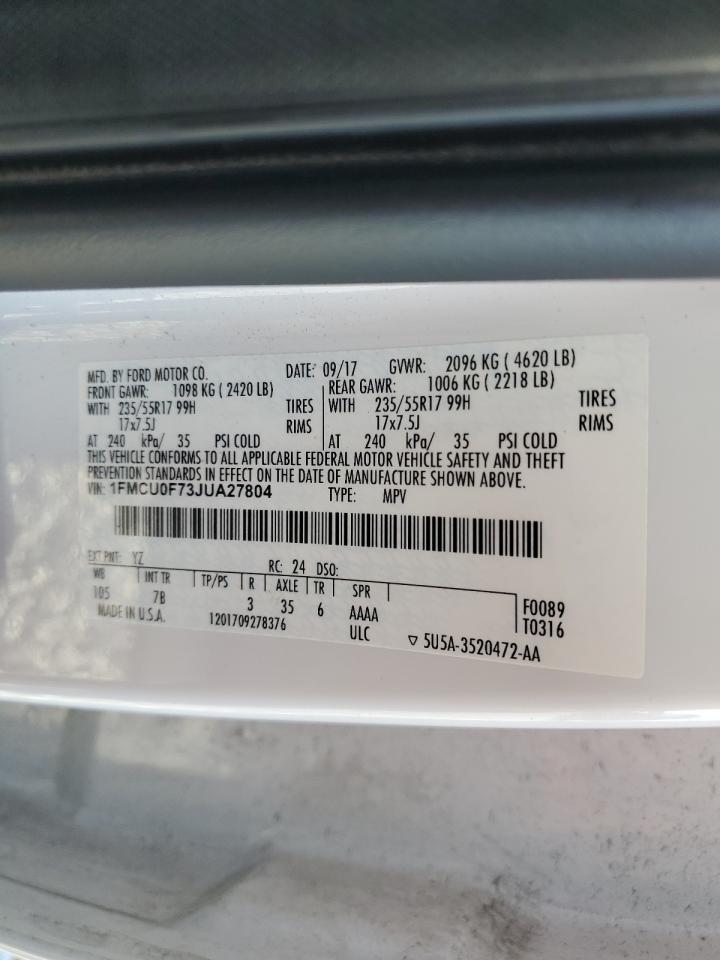 MFD. BY FORD MOTOR CO. DATE: 09/17 GVWR: 2096 KG ( 4620 LB)
FRONT GAWR: 1098 KG ( 2420 LB) REAR GAWR: 1006 KG ( 2218 LB)
WITH 235/55R17 99H TIRES WITH 235/55R17 99H TIRES
17x7.5J RIMS 17x7.5J RIMS
AT 240 kPa/ 35 PSI COLD AT 240 kPa/ 35 PSI COLD
THIS VEHICLE CONFORMS TO ALL APPLICABLE FEDERAL MOTOR VEHICLE SAFETY AND THEFT
PREVENTION STANDARDS IN EFFECT ON THE DATE OF MANUFACTURE SHOWN ABOVE.
VIN: 1FMCU0F73JUA27804 TYPE: MPV
EXT PNT: YZ RC: 24 DSO:
WB INT TR TP/PS R AXLE TR SPR
105 7B 3 35 6 AAAA F0089
MADE IN U.S.A. 1201709278376 ULC T0316
▽ 5U5A-3520472-AA